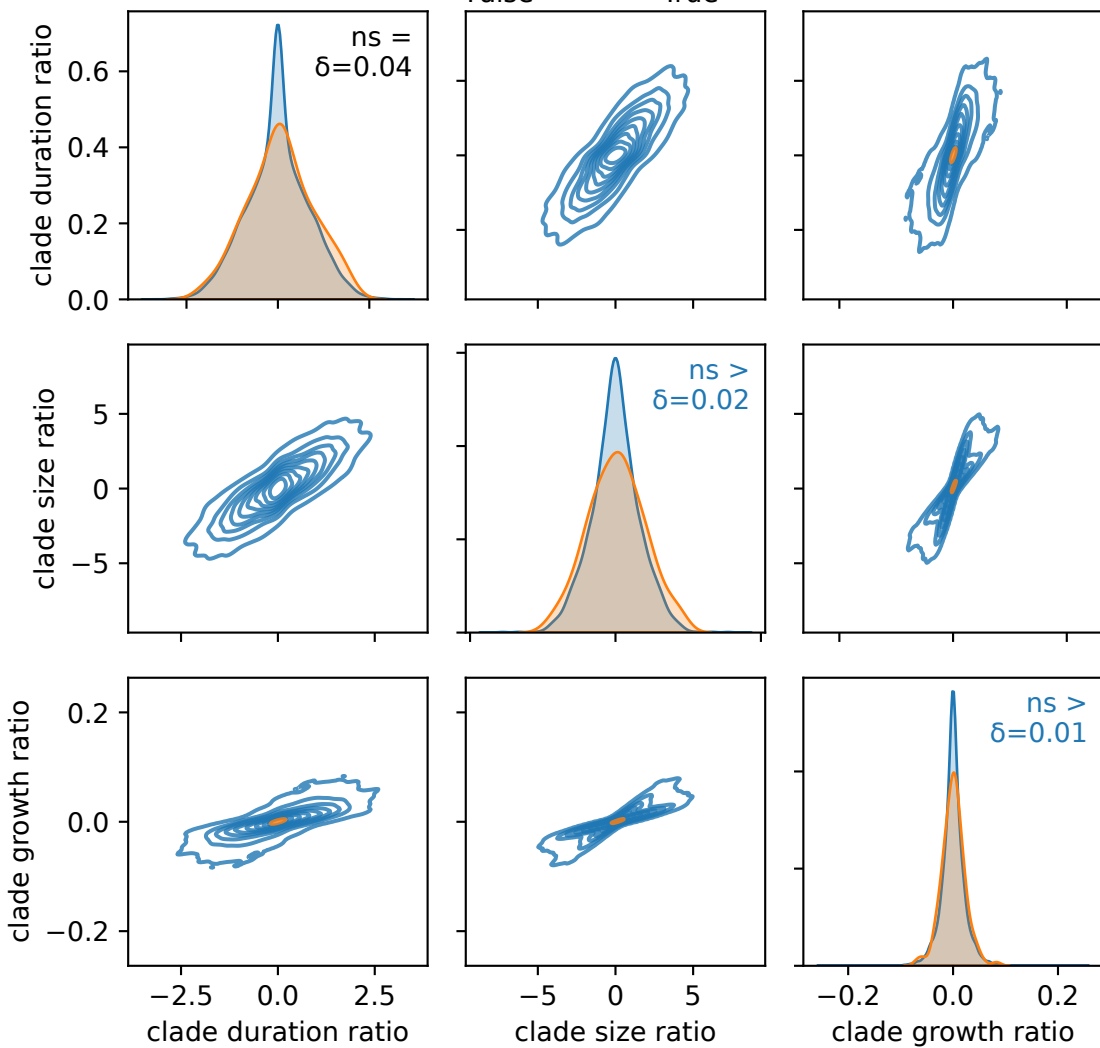 clade duration ratio
0.6
0.4
0.2
0.0
ns =
δ=0.04
clade size ratio
5
0
−5
ns >
δ=0.02
clade growth ratio
0.2
0.0
−0.2
ns >
δ=0.01
−2.5 0.0 2.5
−5 0 5
−0.2 0.0 0.2
clade duration ratio
clade size ratio
clade growth ratio